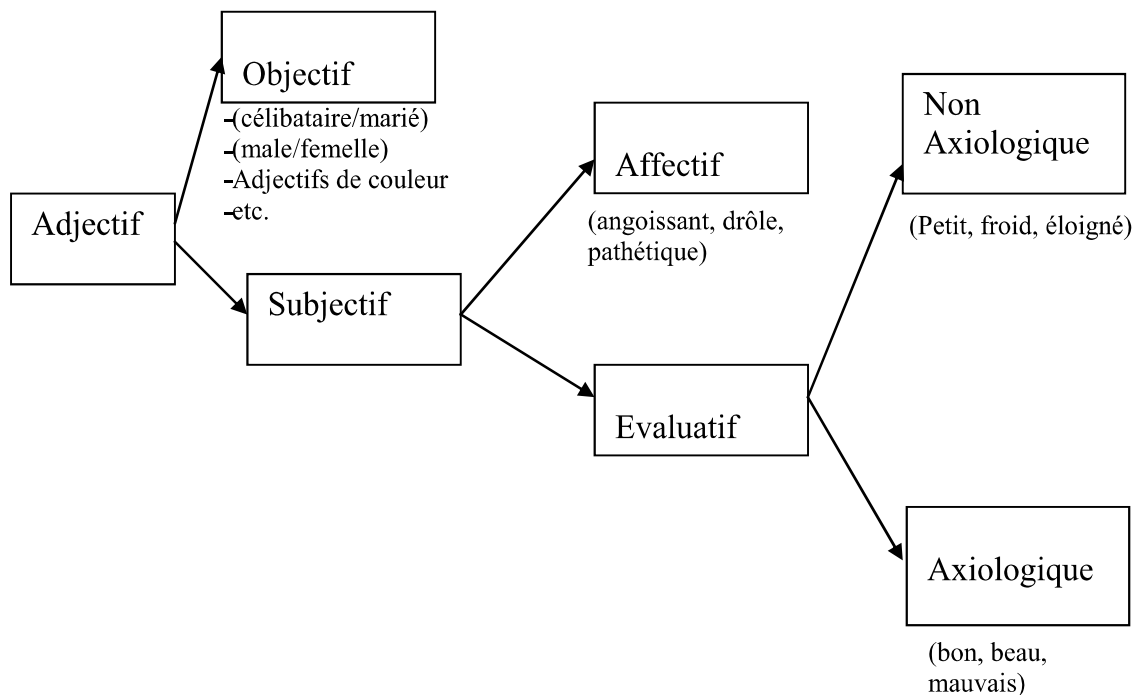 Objectif
-(célibataire/marié)
-(male/femelle)
-Adjectifs de couleur
-etc.
Adjectif
Subjectif
Affectif
(angoissant, drôle,
pathétique)
Evaluatif
Non
Axiologique
(Petit, froid, éloigné)
Axiologique
(bon, beau,
mauvais)